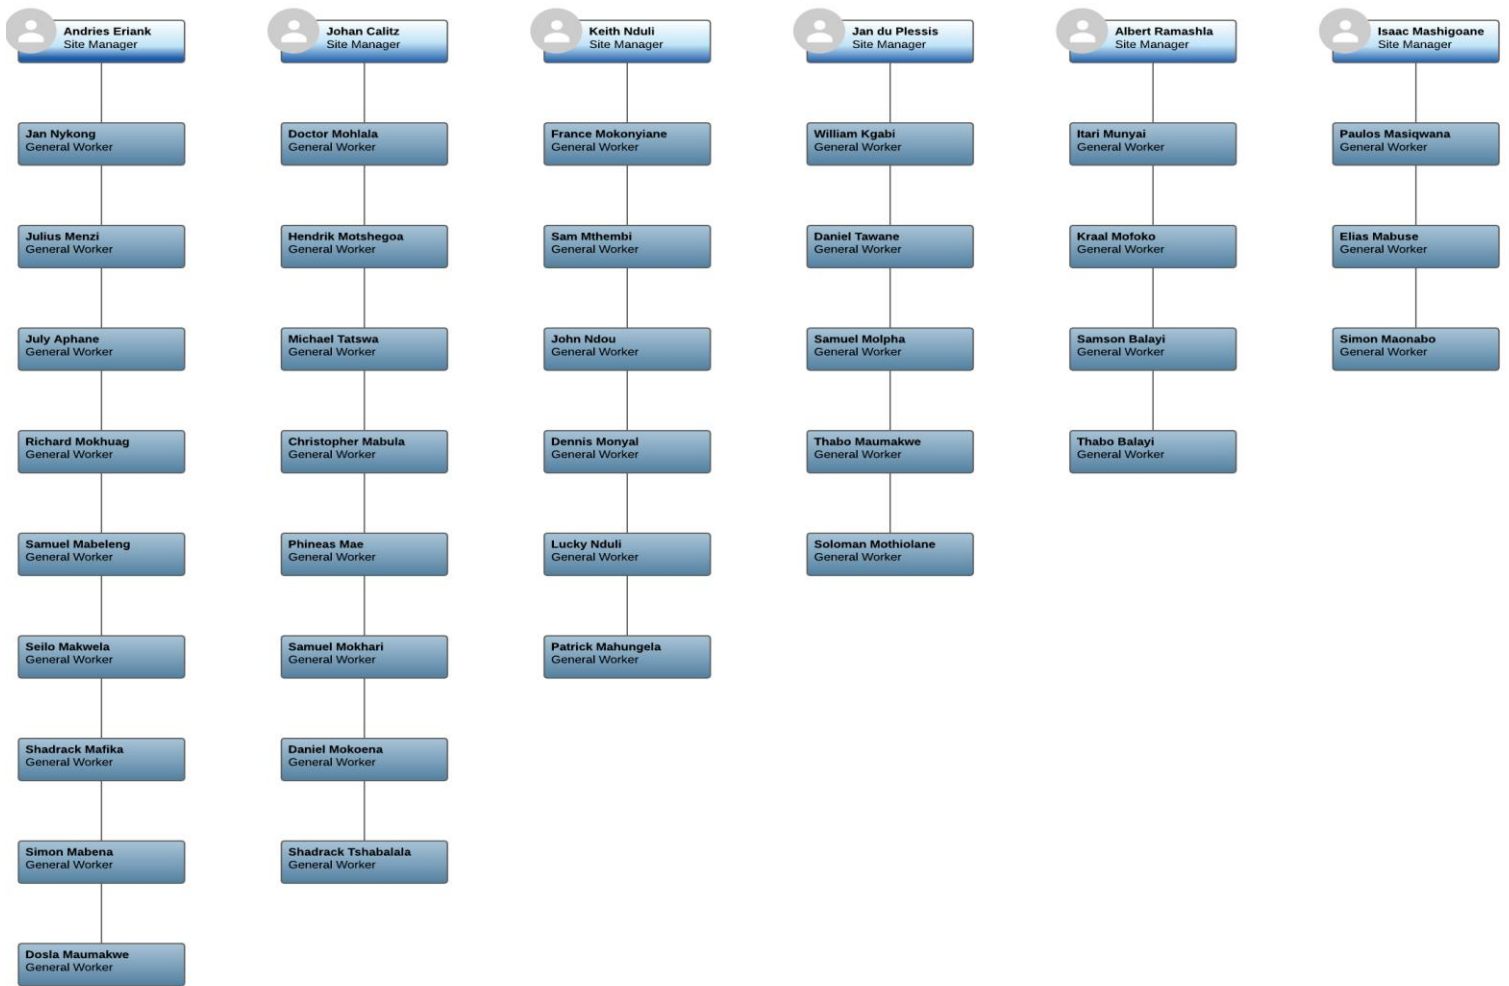 Andries Eriank
Site Manager
Jan Nykong
General Worker
Julius Menzi
General Worker
July Aphane
General Worker
Richard Mokhuag
General Worker
Samuel Mabeleng
General Worker
Seilo Makwela
General Worker
Shadrack Mafika
General Worker
Simon Mabena
General Worker
Dosla Maumakwe
General Worker
Johan Calitz
Site Manager
Doctor Mohlala
General Worker
Hendrik Motshegoa
General Worker
Michael Tatswa
General Worker
Christopher Mabula
General Worker
Phineas Mae
General Worker
Samuel Mokhari
General Worker
Daniel Mokoena
General Worker
Shadrack Tshabalala
General Worker
Keith Nduli
Site Manager
France Mokonyiane
General Worker
Sam Mthembi
General Worker
John Ndou
General Worker
Dennis Monyal
General Worker
Lucky Nduli
General Worker
Patrick Mahungela
General Worker
Jan du Plessis
Site Manager
William Kgabi
General Worker
Daniel Tawane
General Worker
Samuel Molpha
General Worker
Thabo Maumakwe
General Worker
Soloman Mothiolane
General Worker
Albert Ramashla
Site Manager
Itari Munyai
General Worker
Kraal Mofoko
General Worker
Samson Balayi
General Worker
Thabo Balayi
General Worker
Isaac Mashigoane
Site Manager
Paulos Masiqwana
General Worker
Elias Mabuse
General Worker
Simon Maonabo
General Worker